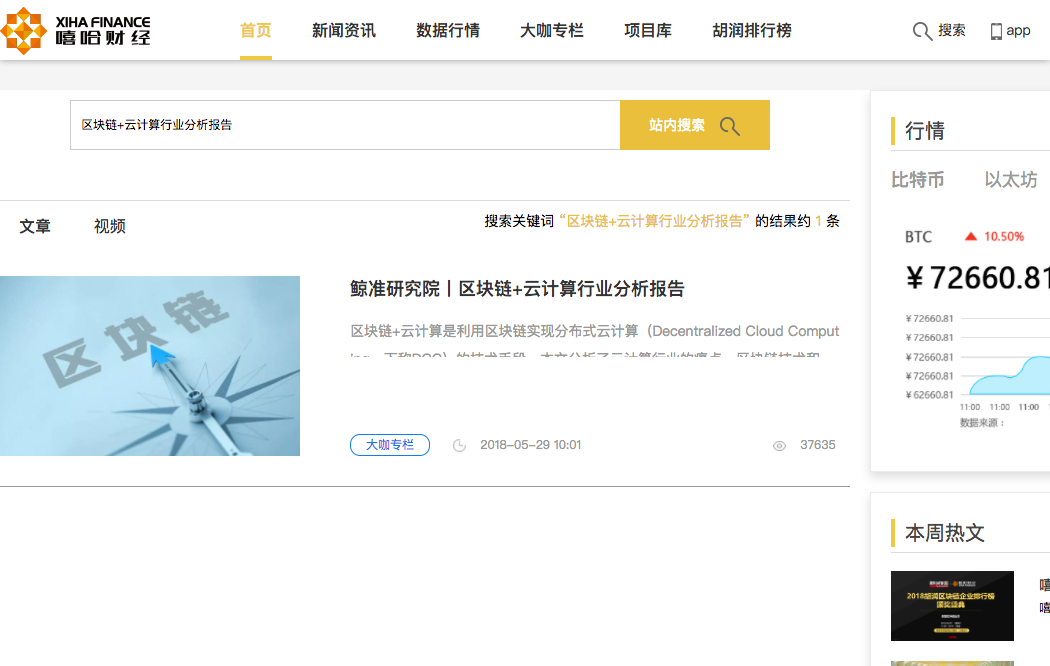 XIHA FINANCE
嘻哈财经
首页 新闻资讯 数据行情 大咖专栏 项目库 胡润排行榜 搜索 app
区块链+云计算行业分析报告 站内搜索
文章 视频 搜索关键词“区块链+云计算行业分析报告”的结果约 1 条
区块链
鲸准研究院丨区块链+云计算行业分析报告
区块链+云计算是利用区块链实现分布式云计算（Decentralized Cloud Comput
大咖专栏 2018-05-29 10:01 37635
行情
比特币 以太坊
BTC 10.50%
¥72660.81
¥72660.81
¥72660.81
¥72660.81
¥72660.81
¥62660.81
11:00 11:00 11:00
数据来源：
本周热文
2018胡润区块链企业排行榜
颁奖盛典
嘻
嘻